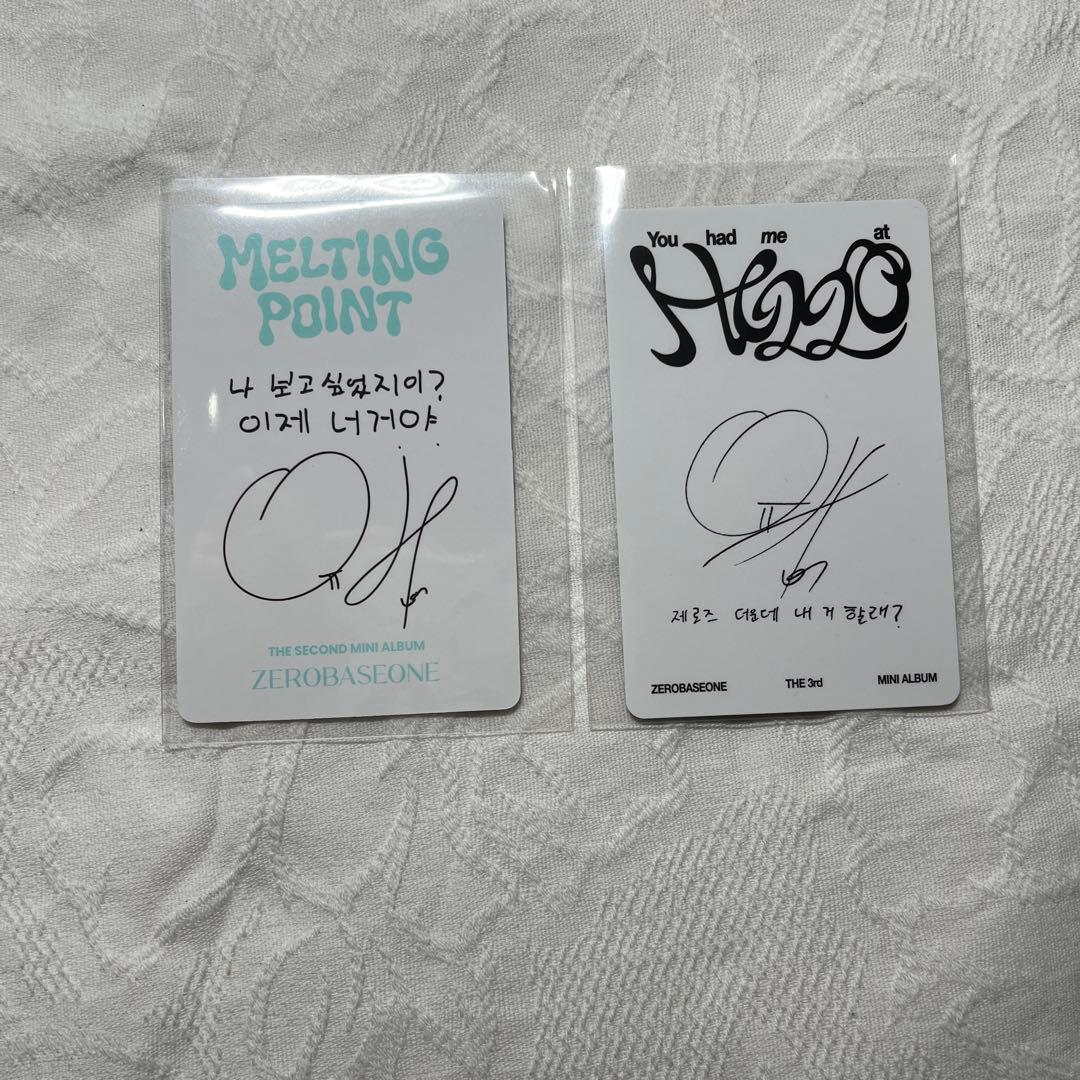 MELTING
POINT
나 보고싶었지이?
이제 너거야
THE SECOND MINI ALBUM
ZEROBASEONE
You had me at
HELLO
제로즈 더운데 내 거 할래?
ZEROBASEONE THE 3rd MINI ALBUM